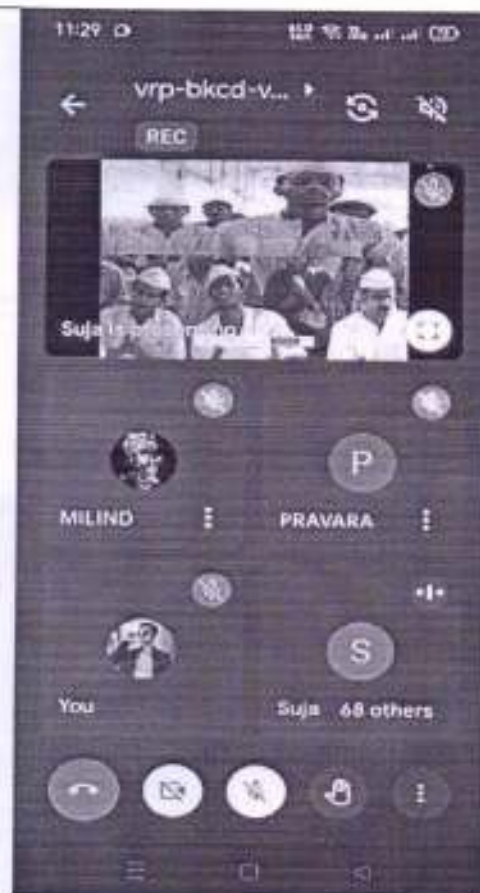 11:29
vrp-bkcd-v...
REC
Suja is presenting
MILIND
PRAVARA
P
You
S
Suja 68 others